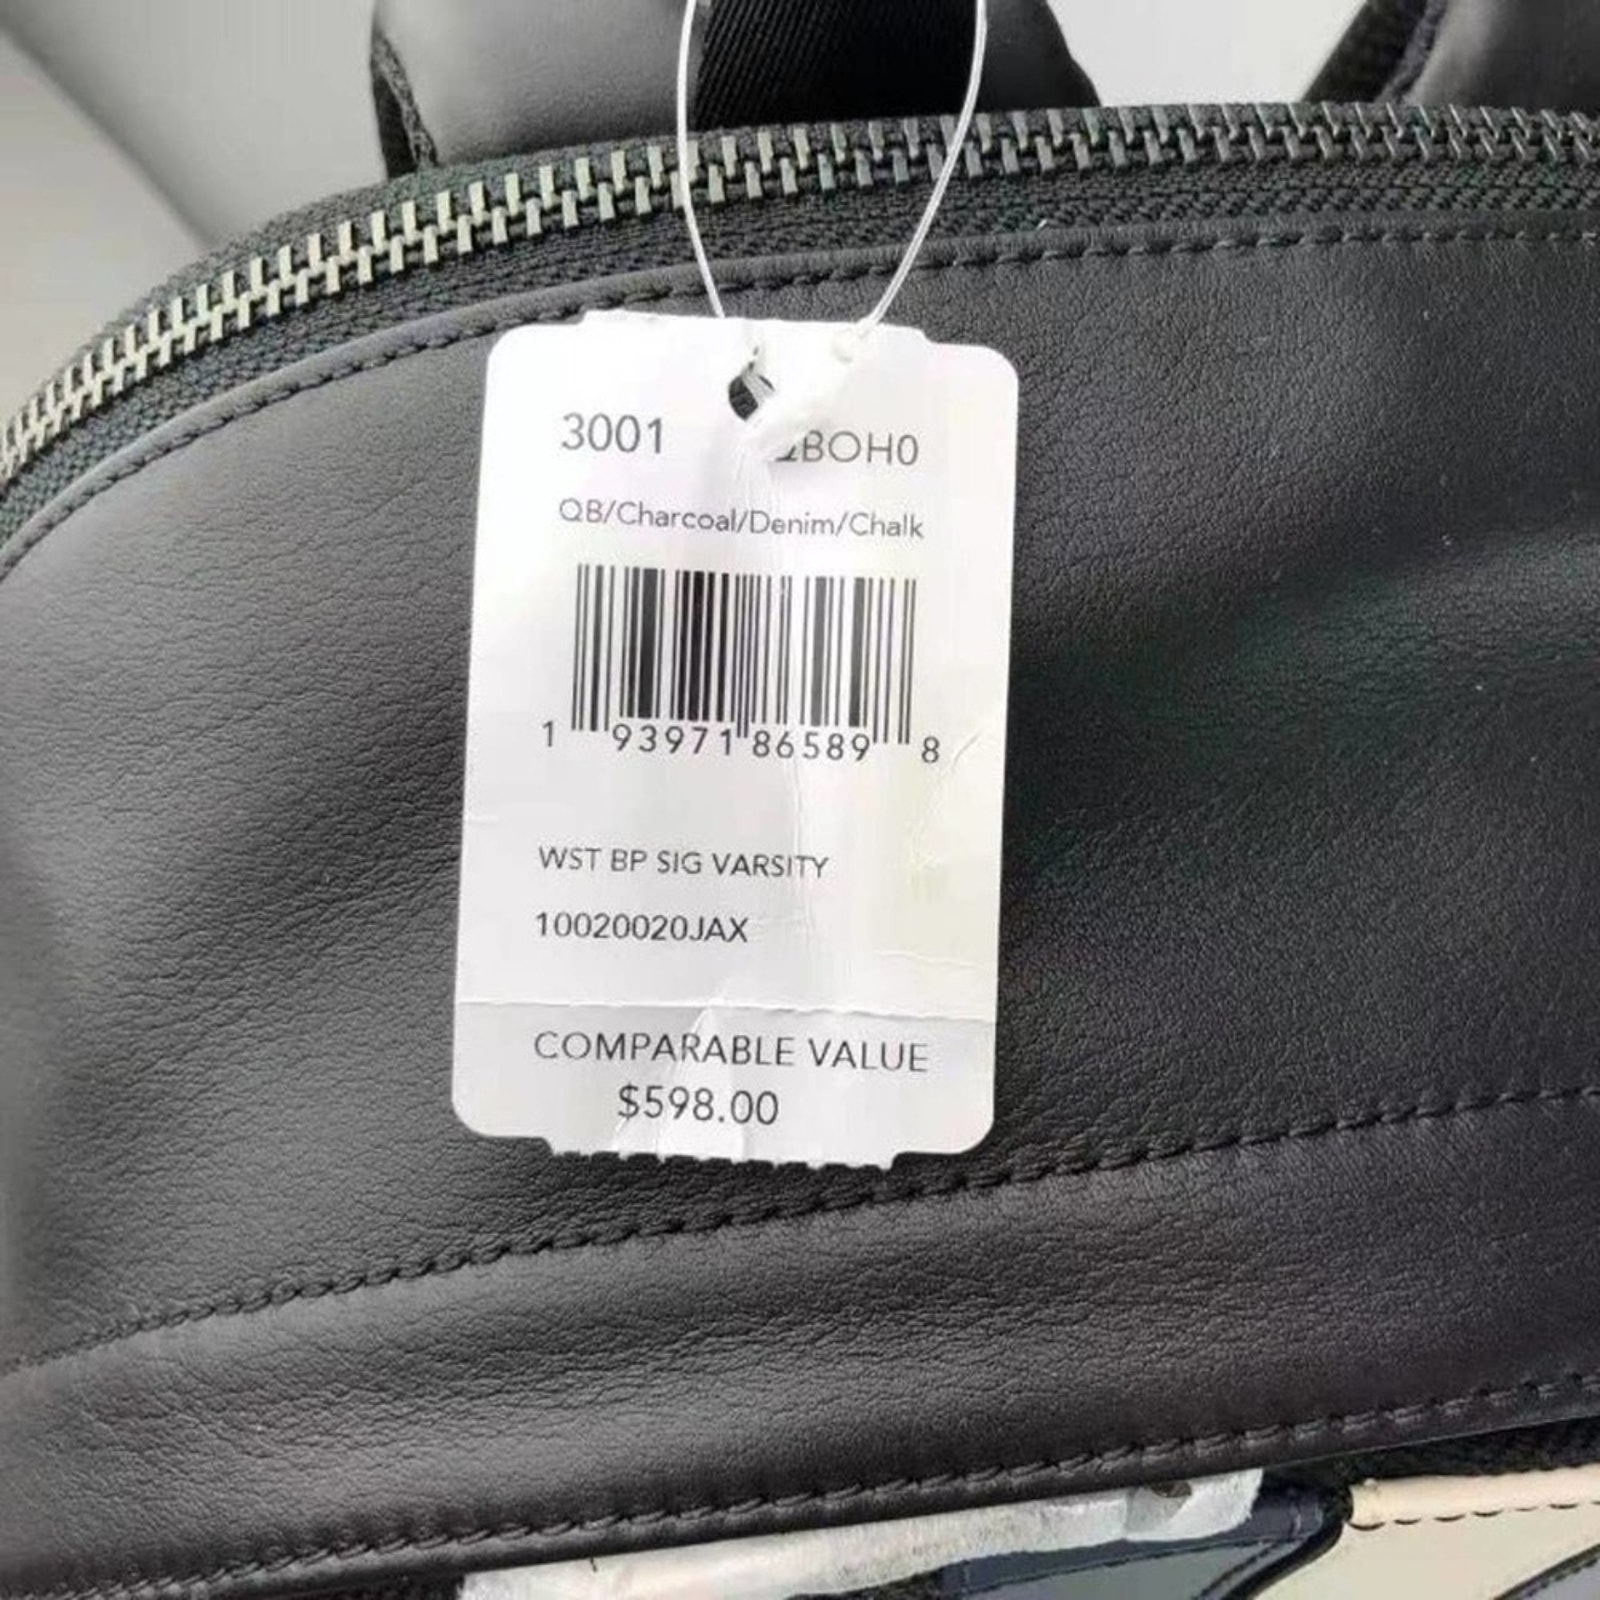 3001
QB/Charcoal/Denim/Chalk
1 93971 86589 8
WST BP SIG VARSITY
10020020JAX
COMPARABLE VALUE
$598.00